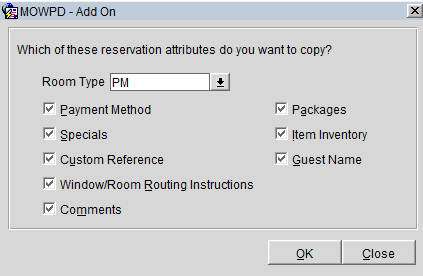 MOWPD - Add On
Which of these reservation attributes do you want to copy?
Room Type PM
Payment Method Packages
Specials Item Inventory
Custom Reference Guest Name
Window/Room Routing Instructions
Comments
OK Close